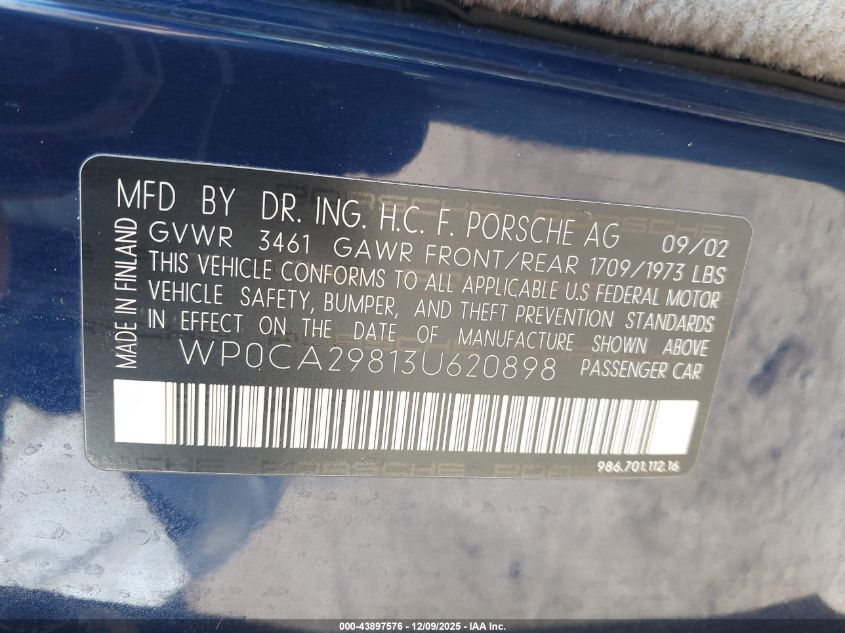 MFD BY DR. ING. H.C. F. PORSCHE AG 09/02
GVWR 3461 GAWR FRONT/REAR 1709/1973 LBS
THIS VEHICLE CONFORMS TO ALL APPLICABLE U.S FEDERAL MOTOR
VEHICLE SAFETY, BUMPER, AND THEFT PREVENTION STANDARDS
IN EFFECT ON THE DATE OF MANUFACTURE SHOWN ABOVE
MADE IN FINLAND
WP0CA29813U620898 PASSENGER CAR
986.701.112.16
000-43897576 - 12/09/2025 - IAA Inc.